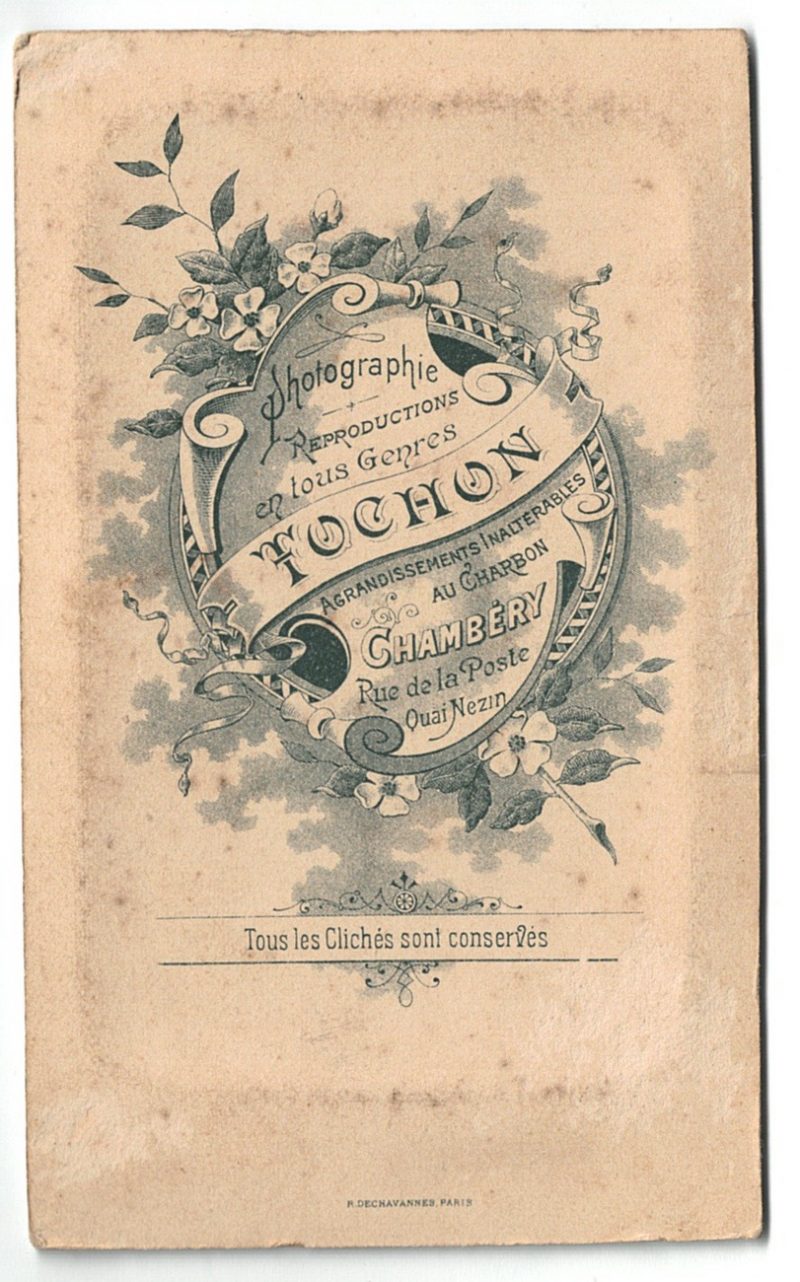 Photographie
REPRODUCTIONS
en tous Genres
TOCHON
AGRANDISSEMENTS INALTÉRABLES
AU CHARBON
CHAMBÉRY
Rue de la Poste
Quai Nezin
Tous les Clichés sont conservés
R. DECHAVANNES, PARIS